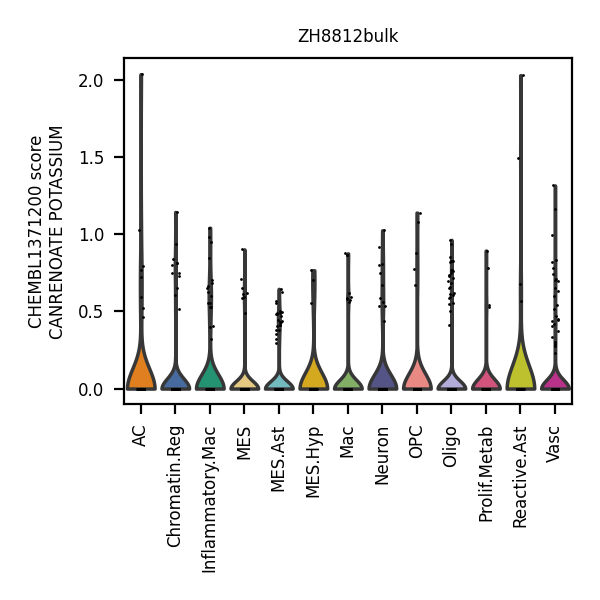 ZH8812bulk
CHEMBL1371200 score
CANRENOATE POTASSIUM
2.0
1.5
1.0
0.5
0.0
AC
Chromatin.Reg
Inflammatory.Mac
MES
MES.Ast
MES.Hyp
Mac
Neuron
OPC
Oligo
Prolif.Metab
Reactive.Ast
Vasc